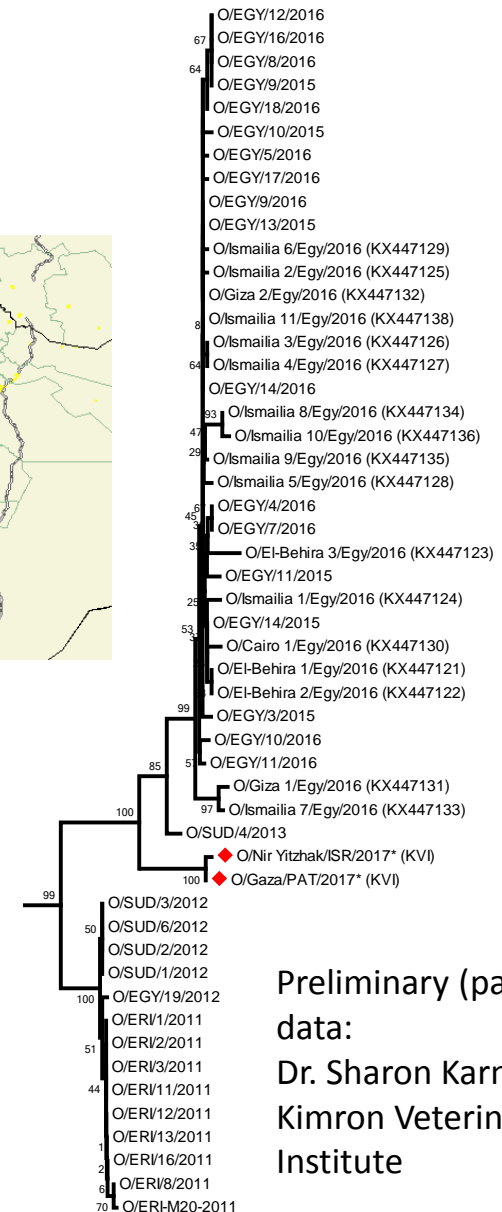 O/EGY/12/2016
67
O/EGY/16/2016
O/EGY/8/2016
64
O/EGY/9/2015
O/EGY/18/2016
O/EGY/10/2015
O/EGY/5/2016
O/EGY/17/2016
O/EGY/9/2016
O/EGY/13/2015
O/Ismailia 6/Egy/2016 (KX447129)
O/Ismailia 2/Egy/2016 (KX447125)
O/Giza 2/Egy/2016 (KX447132)
O/Ismailia 11/Egy/2016 (KX447138)
8
O/Ismailia 3/Egy/2016 (KX447126)
64
O/Ismailia 4/Egy/2016 (KX447127)
O/EGY/14/2016
93
O/Ismailia 8/Egy/2016 (KX447134)
47
O/Ismailia 10/Egy/2016 (KX447136)
29
O/Ismailia 9/Egy/2016 (KX447135)
O/Ismailia 5/Egy/2016 (KX447128)
O/EGY/4/2016
45
O/EGY/7/2016
O/El-Behira 3/Egy/2016 (KX447123)
O/EGY/11/2015
O/Ismailia 1/Egy/2016 (KX447124)
25
O/EGY/14/2015
53
O/Cairo 1/Egy/2016 (KX447130)
O/El-Behira 1/Egy/2016 (KX447121)
O/El-Behira 2/Egy/2016 (KX447122)
99
O/EGY/3/2015
O/EGY/10/2016
O/EGY/11/2016
85
O/Giza 1/Egy/2016 (KX447131)
97
O/Ismailia 7/Egy/2016 (KX447133)
100
O/SUD/4/2013
O/Nir Yitzhak/ISR/2017* (KVI)
100
O/Gaza/PAT/2017* (KVI)
99
O/SUD/3/2012
50
O/SUD/6/2012
O/SUD/2/2012
O/SUD/1/2012
100
O/EGY/19/2012
O/ERI/1/2011
O/ERI/2/2011
51
O/ERI/3/2011
44
O/ERI/11/2011
O/ERI/12/2011
O/ERI/13/2011
1
O/ERI/16/2011
2
O/ERI/8/2011
6
70
O/ERI-M20-2011
Preliminary (pa
data:
Dr. Sharon Karn
Kimron Veterin
Institute